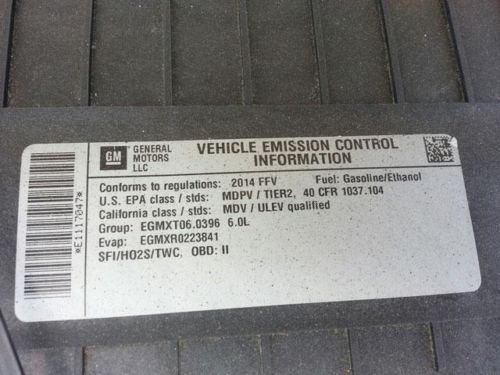 GM
GENERAL MOTORS LLC
VEHICLE EMISSION CONTROL INFORMATION
Conforms to regulations: 2014 FFV Fuel: Gasoline/Ethanol
U.S. EPA class / stds: MDPV / TIER2, 40 CFR 1037.104
California class / stds: MDV / ULEV qualified
Group: EGMXT06.0396 6.0L
Evap: EGMXR0223841
SFI/HO2S/TWC, OBD: II
*E1117047*